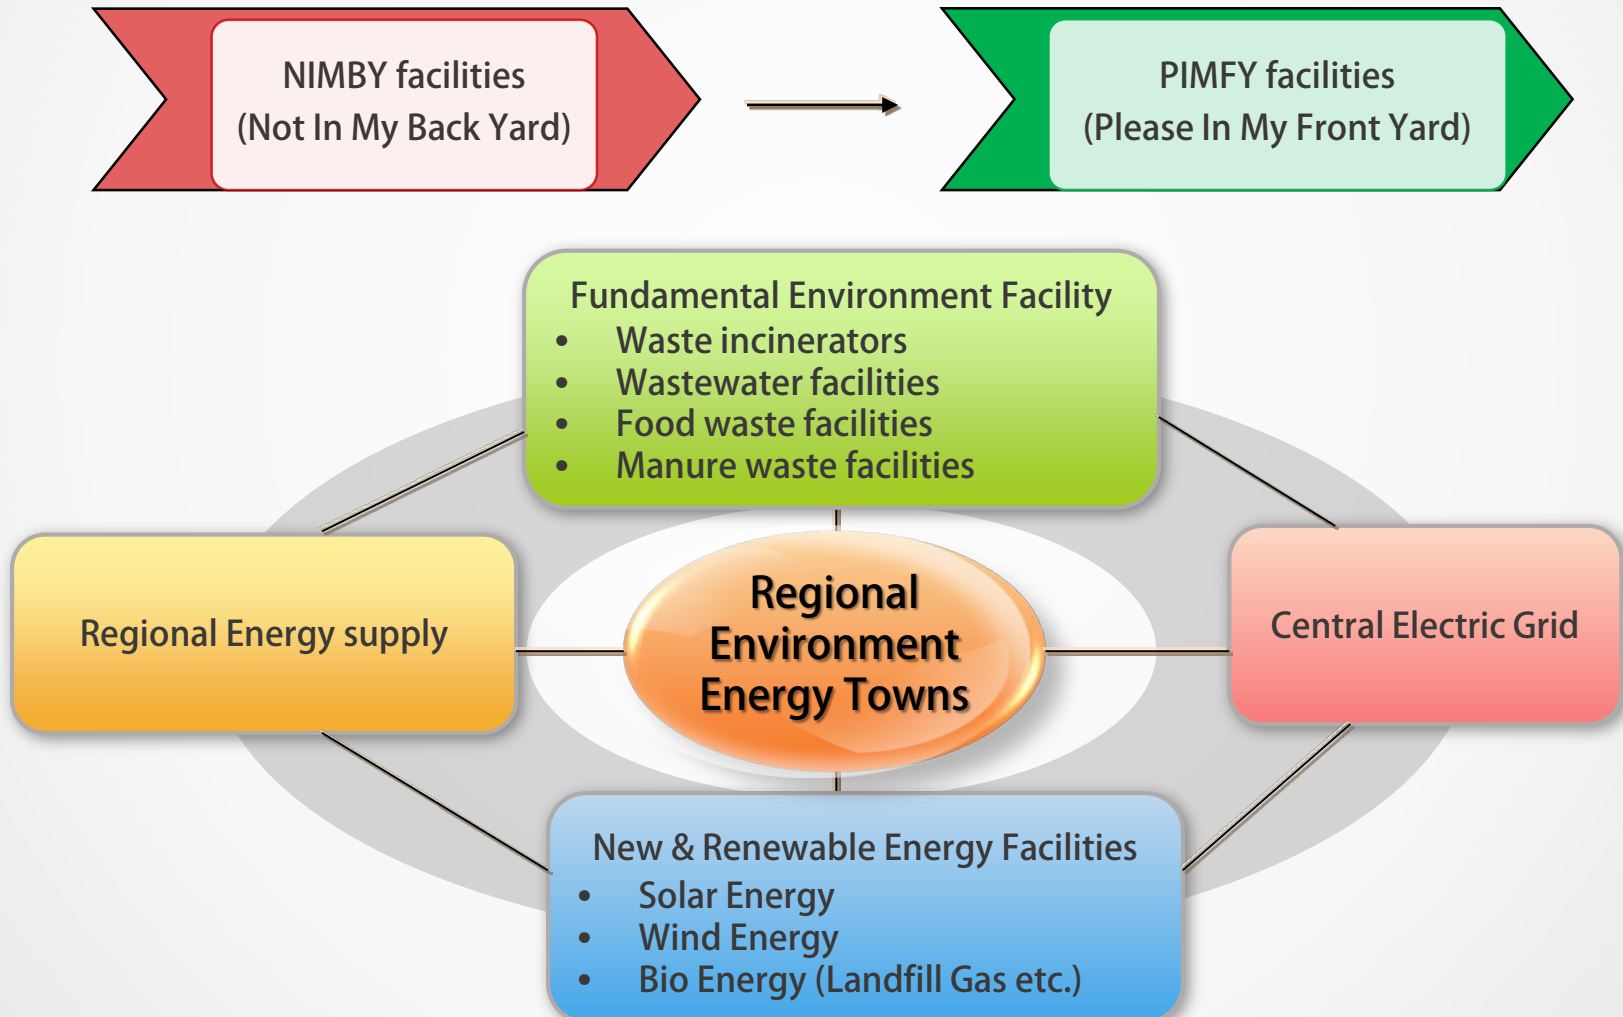 NIMBY facilities
(Not In My Back Yard)
PIMFY facilities
(Please In My Front Yard)
Fundamental Environment Facility
• Waste incinerators
• Wastewater facilities
• Food waste facilities
• Manure waste facilities
Regional Energy supply
Regional
Environment
Energy Towns
Central Electric Grid
New & Renewable Energy Facilities
• Solar Energy
• Wind Energy
• Bio Energy (Landfill Gas etc.)